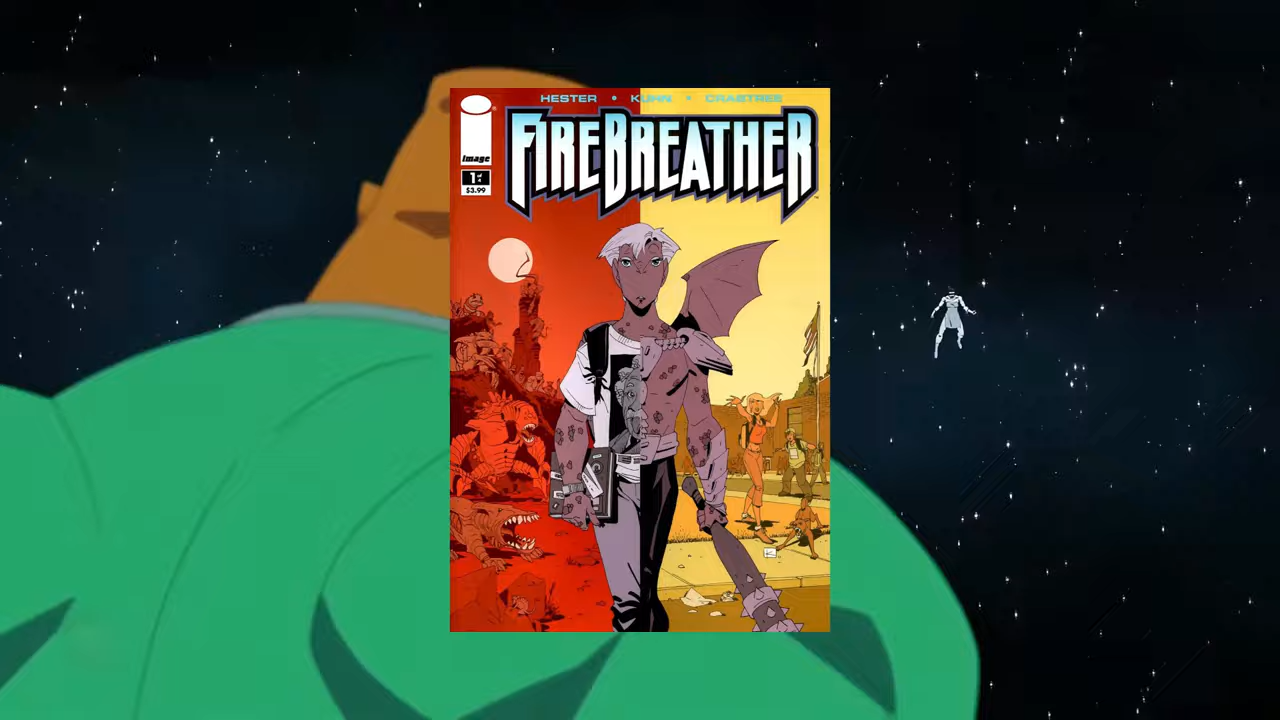 HESTER • KUHN • CRABTREE
FIREBREATHER
image
1
$3.99